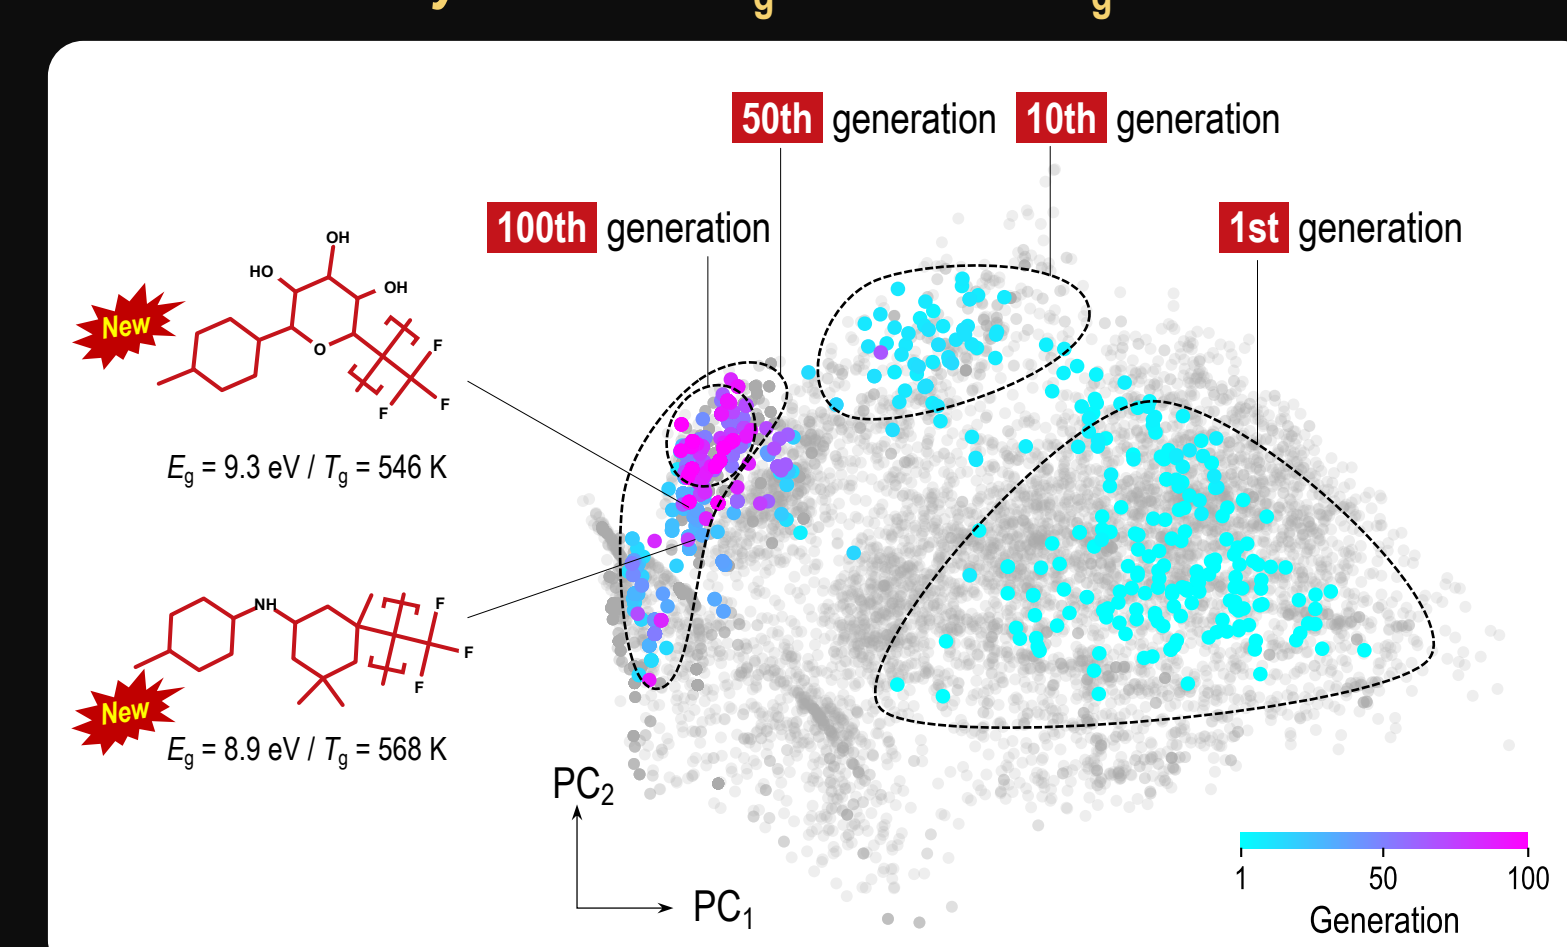 50th generation
10th generation
100th generation
1st generation
OH
HO
OH
New
O
F
F
F
Eg = 9.3 eV / Tg = 546 K
NH
F
F
F
New
Eg = 8.9 eV / Tg = 568 K
PC2
PC1
1 50 100
Generation